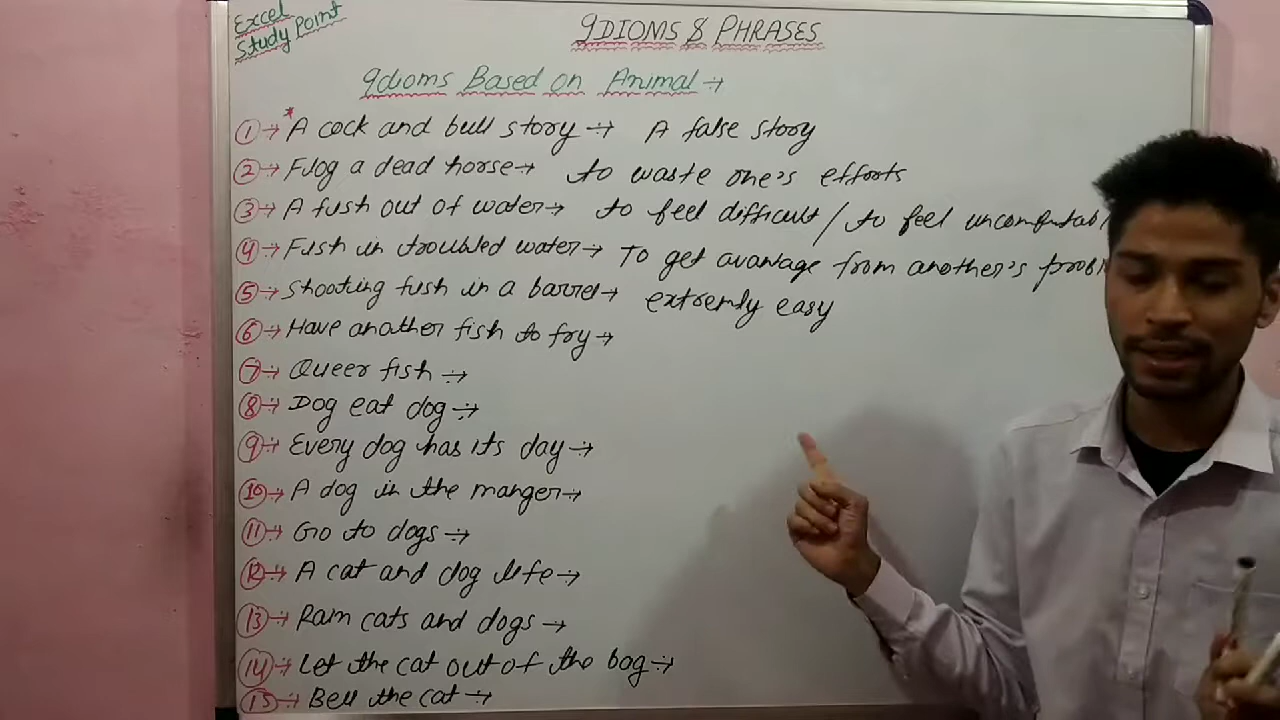 Excel
Study Point
IDIOMS & PHRASES
Idioms Based on Animal →
① → *A cock and bull story → A false story
② → Flog a dead horse → to waste one's efforts
③ → A fish out of water → to feel difficult / to feel uncomfortabl
④ → Fish in troubled water → To get avantage from another's prob
⑤ → Shooting fish in a barrel → extremly easy
⑥ → Have another fish to fry →
⑦ → Queer fish →
⑧ → Dog eat dog →
⑨ → Every dog has its day →
⑩ → A dog in the manger →
⑪ → Go to dogs →
⑫ → A cat and dog life →
⑬ → Rain cats and dogs →
⑭ → Let the cat out of the bag →
⑮ → Bell the cat →